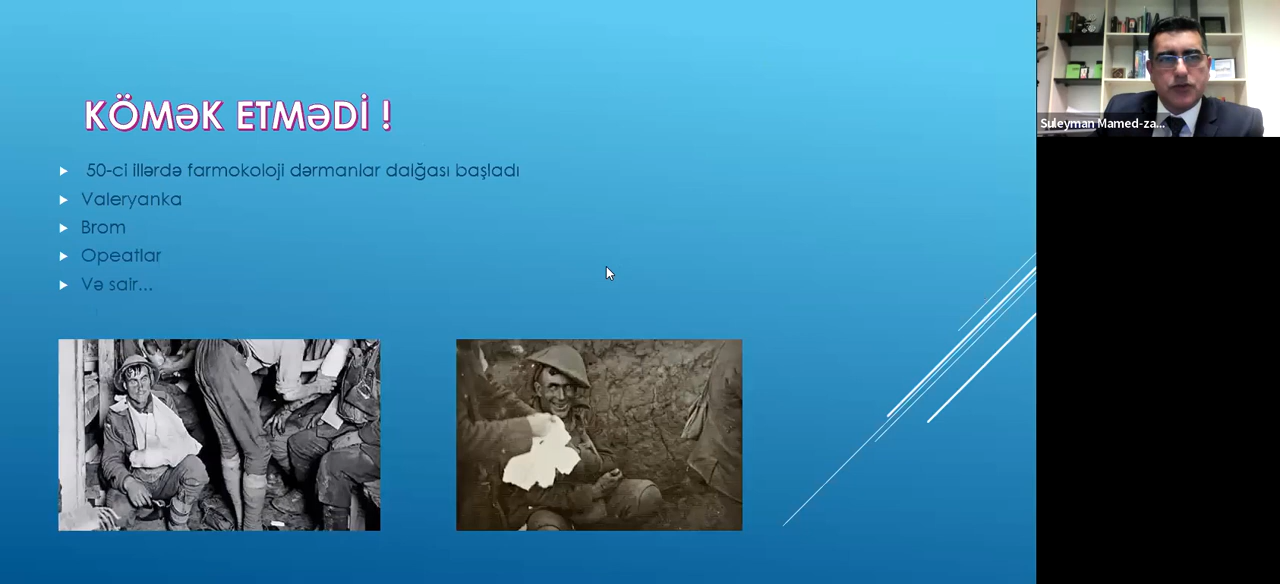 KÖMƏK ETMƏDİ !
50-ci illərdə farmokoloji dərmanlar dalğası başladı
Valeryanka
Brom
Opeatlar
Və sair...
Suleyman Mamed-za...